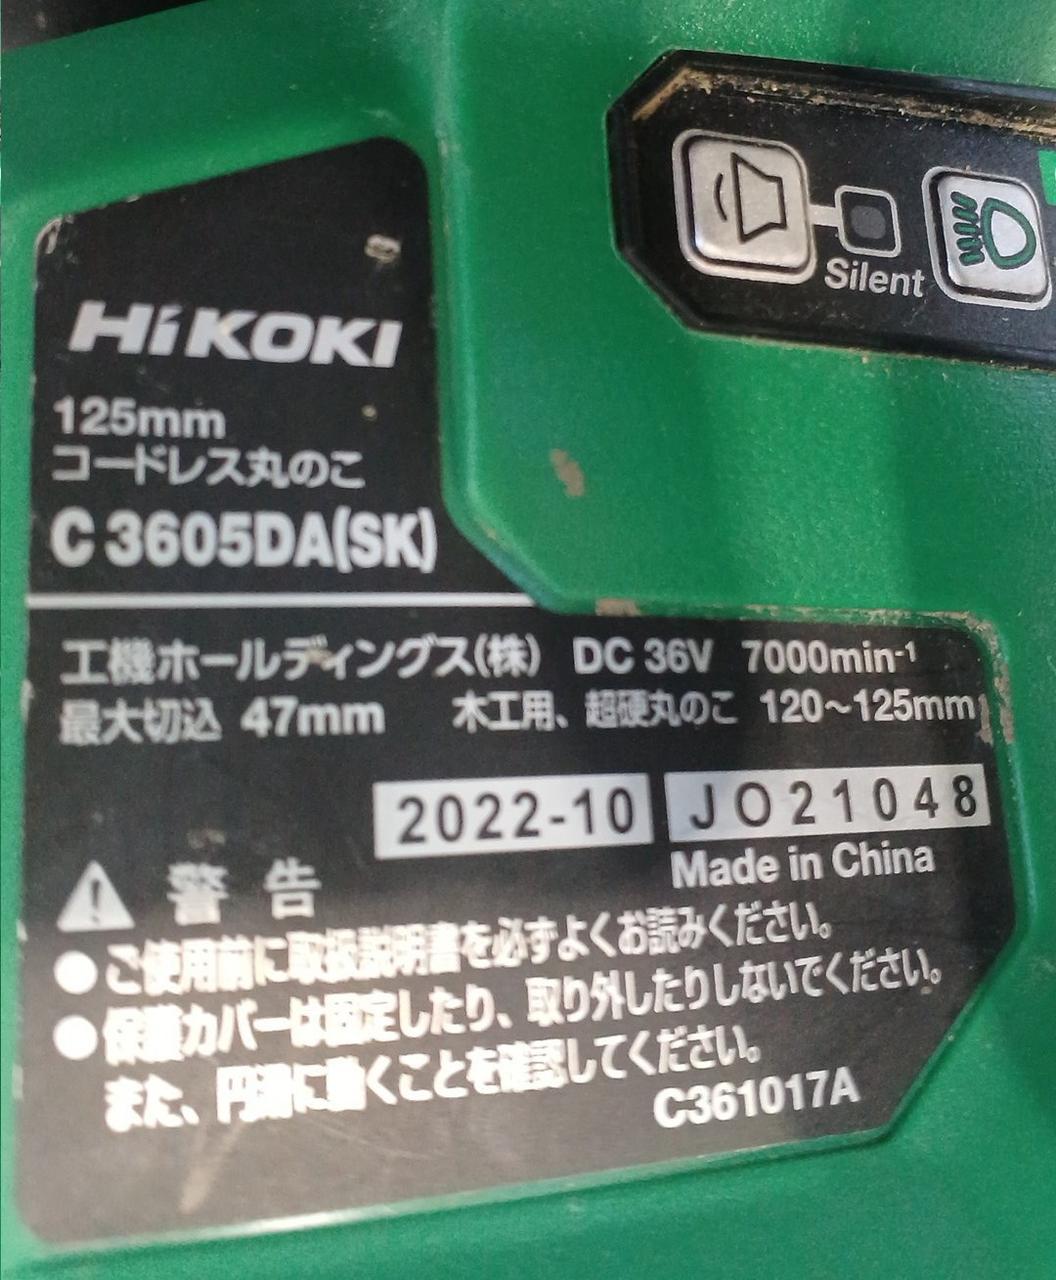 Silent
HiKOKI
125mm
コードレス丸のこ
C 3605DA(SK)
工機ホールディングス(株) DC 36V 7000min-¹
最大切込 47mm 木工用、超硬丸のこ 120～125mm
2022-10 JO21048
Made in China
警告
●ご使用前に取扱説明書を必ずよくお読みください。
●保護カバーは固定したり、取り外したりしないでください。
また、円滑に動くことを確認してください。
C361017A